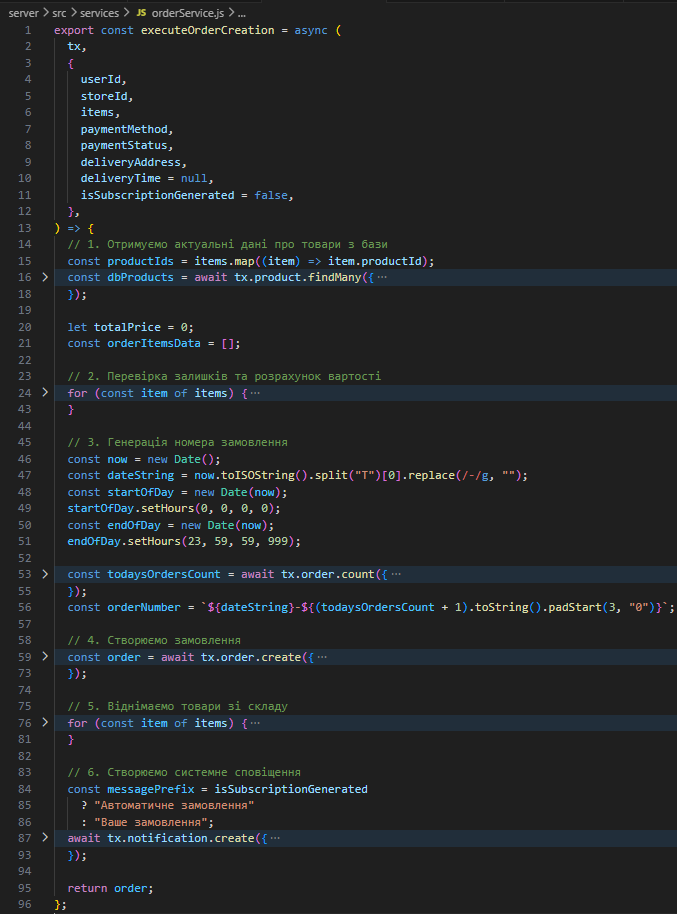 server > src > services > JS orderService.js > ...
1 export const executeOrderCreation = async (
2 tx,
3 {
4 userId,
5 storeId,
6 items,
7 paymentMethod,
8 paymentStatus,
9 deliveryAddress,
10 deliveryTime = null,
11 isSubscriptionGenerated = false,
12 },
13 ) => {
14 // 1. Отримуємо актуальні дані про товари з бази
15 const productIds = items.map((item) => item.productId);
16 > const dbProducts = await tx.product.findMany({ ···
18 });
19
20 let totalPrice = 0;
21 const orderItemsData = [];
22
23 // 2. Перевірка залишків та розрахунок вартості
24 > for (const item of items) { ···
43 }
44
45 // 3. Генерація номера замовлення
46 const now = new Date();
47 const dateString = now.toISOString().split("T")[0].replace(/-/g, "");
48 const startOfDay = new Date(now);
49 startOfDay.setHours(0, 0, 0, 0);
50 const endOfDay = new Date(now);
51 endOfDay.setHours(23, 59, 59, 999);
52
53 > const todaysOrdersCount = await tx.order.count({ ···
55 });
56 const orderNumber = `${dateString}-${(todaysOrdersCount + 1).toString().padStart(3, "0")}`;
57
58 // 4. Створюємо замовлення
59 > const order = await tx.order.create({ ···
73 });
74
75 // 5. Віднімаємо товари зі складу
76 > for (const item of items) { ···
81 }
82
83 // 6. Створюємо системне сповіщення
84 const messagePrefix = isSubscriptionGenerated
85 ? "Автоматичне замовлення"
86 : "Ваше замовлення";
87 > await tx.notification.create({ ···
93 });
94
95 return order;
96 };